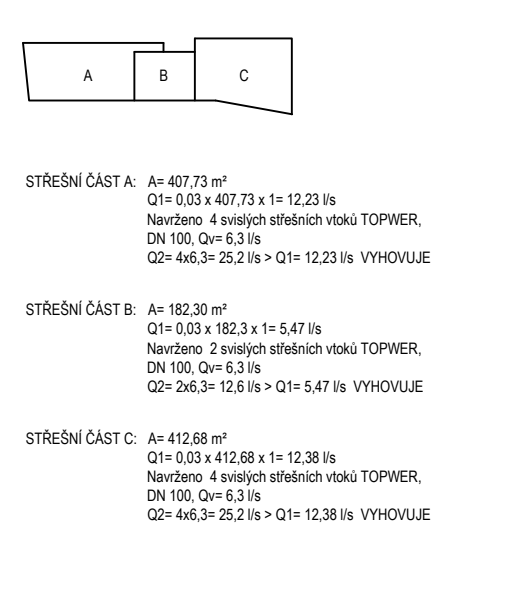 A
B
C
STŘEŠNÍ ČÁST A: A= 407,73 m²
Q1= 0,03 x 407,73 x 1= 12,23 l/s
Navrženo 4 svislých střešních vtoků TOPWER,
DN 100, Qv= 6,3 l/s
Q2= 4x6,3= 25,2 l/s > Q1= 12,23 l/s VYHOVUJE
STŘEŠNÍ ČÁST B: A= 182,30 m²
Q1= 0,03 x 182,3 x 1= 5,47 l/s
Navrženo 2 svislých střešních vtoků TOPWER,
DN 100, Qv= 6,3 l/s
Q2= 2x6,3= 12,6 l/s > Q1= 5,47 l/s VYHOVUJE
STŘEŠNÍ ČÁST C: A= 412,68 m²
Q1= 0,03 x 412,68 x 1= 12,38 l/s
Navrženo 4 svislých střešních vtoků TOPWER,
DN 100, Qv= 6,3 l/s
Q2= 4x6,3= 25,2 l/s > Q1= 12,38 l/s VYHOVUJE